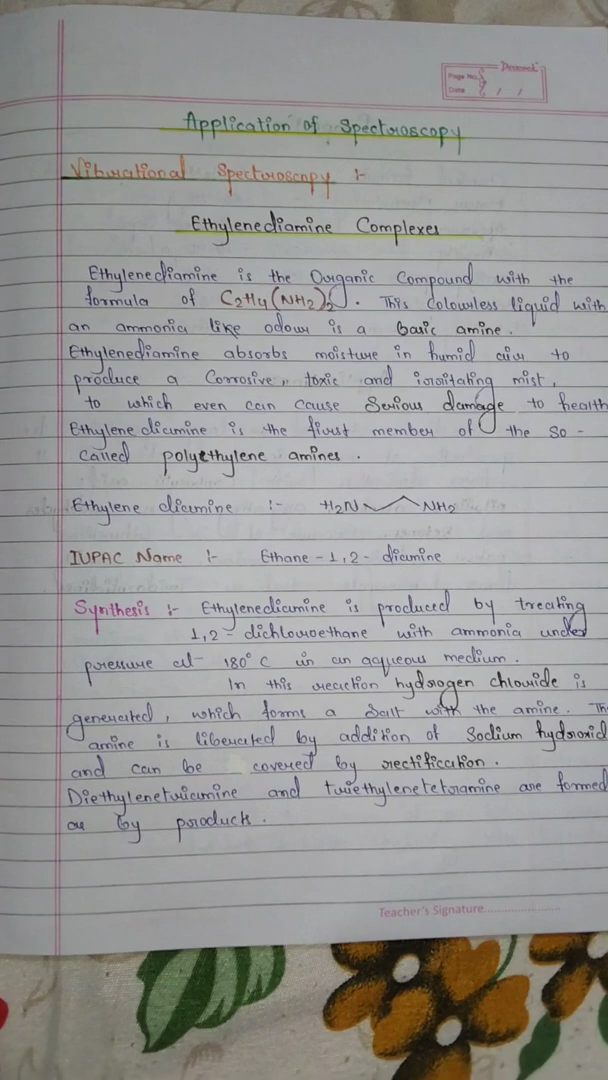 Peacock
Page No.
Date / /
Application of Spectroscopy
Vibrational Spectroscopy :-
Ethylenediamine Complexes
Ethylenediamine is the Organic Compound with the
formula of C2H4(NH2)2. This Colourless liquid with
an ammonia like odour is a basic amine.
Ethylenediamine absorbs moisture in humid air to
produce a Corrosive, toxic and irritating mist,
to which even can cause Serious damage to health
Ethylene diamine is the first member of the so-
called polyethylene amines.
Ethylene diamine :- H2N NH2
IUPAC Name :- Ethane-1,2-diamine
Synthesis :- Ethylenediamine is produced by treating
1,2-dichloroethane with ammonia under
pressure at 180°C in an aqueous medium.
In this reaction hydrogen chloride is
generated, which forms a Salt with the amine. Th
amine is liberated by addition of Sodium hydroxid
and can be covered by rectification.
Diethylenetriamine and triethylenetetramine are formed
as by products.
Teacher's Signature....................